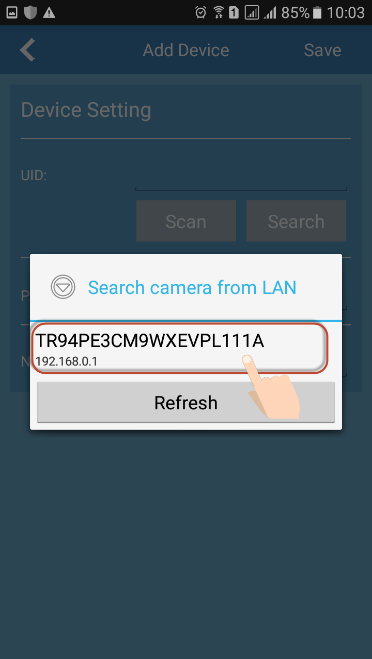 85% 10:03
Add Device Save
Device Setting
UID:
Scan Search
Search camera from LAN
P
TR94PE3CM9WXEVPL111A
N
192.168.0.1
Refresh